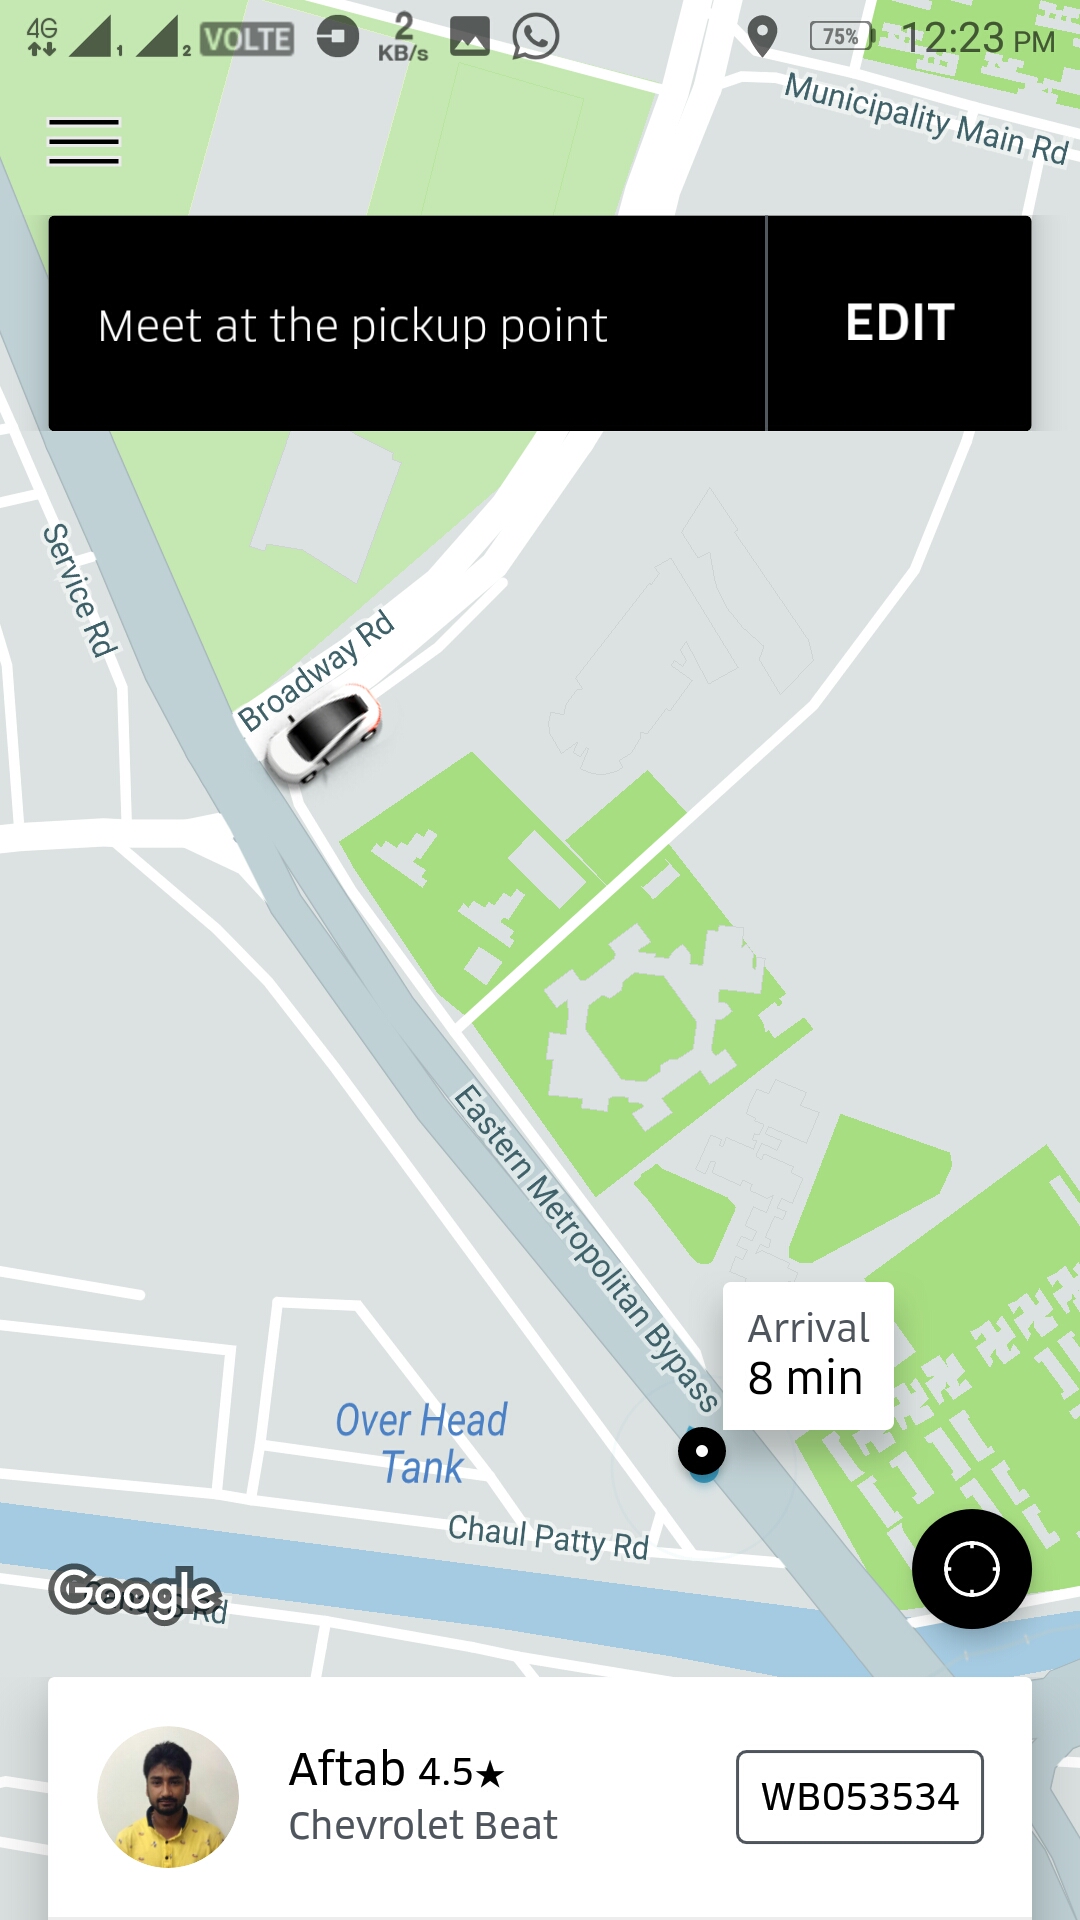 4G 1 2 VOLTE 2 KB/s 75% 12:23 PM
Municipality Main Rd
Meet at the pickup point EDIT
Service Rd
Broadway Rd
Eastern Metropolitan Bypass
Arrival
8 min
Over Head
Tank
Chaul Patty Rd
Google
Rd
Aftab 4.5★
Chevrolet Beat
WB053534